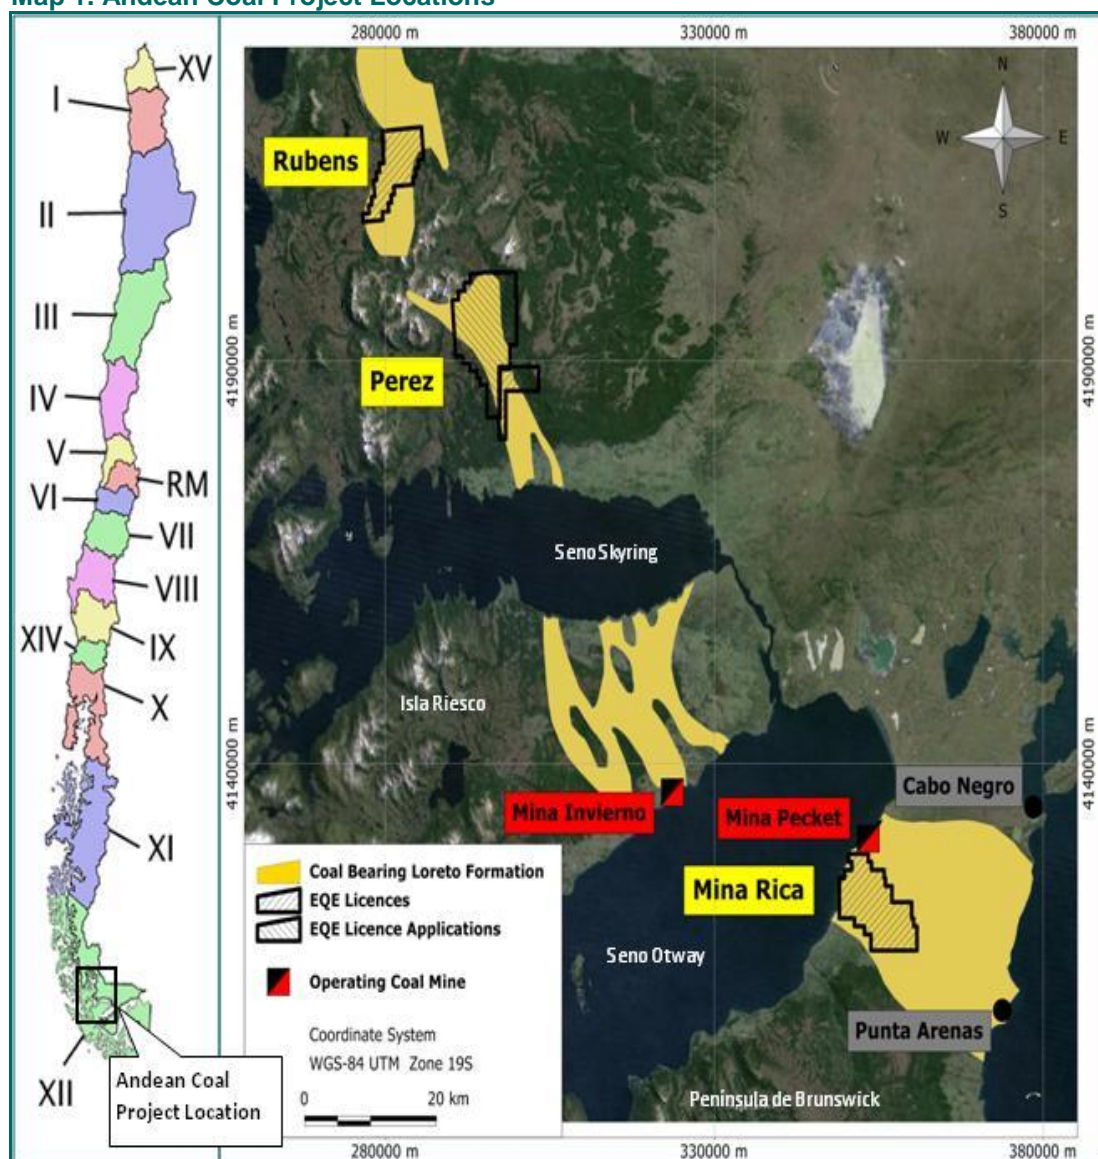 Map 1: Andean Coal Project Locations
XV
I
II
III
IV
V
RM
VI
VII
VIII
XIV
IX
X
XI
XII
Andean Coal
Project Location
280000 m
330000 m
380000 m
N
W
E
S
Rubens
4190000 m
4190000 m
Perez
Seno Skyring
Isla Riesco
4140000 m
4140000 m
Cabo Negro
Mina Invierno
Mina Pecket
Mina Rica
Seno Otway
Punta Arenas
Peninsula de Brunswick
Coal Bearing Loreto Formation
EQE Licences
EQE Licence Applications
Operating Coal Mine
Coordinate System
WGS-84 UTM Zone 19S
0
20 km
280000 m
330000 m
380000 m